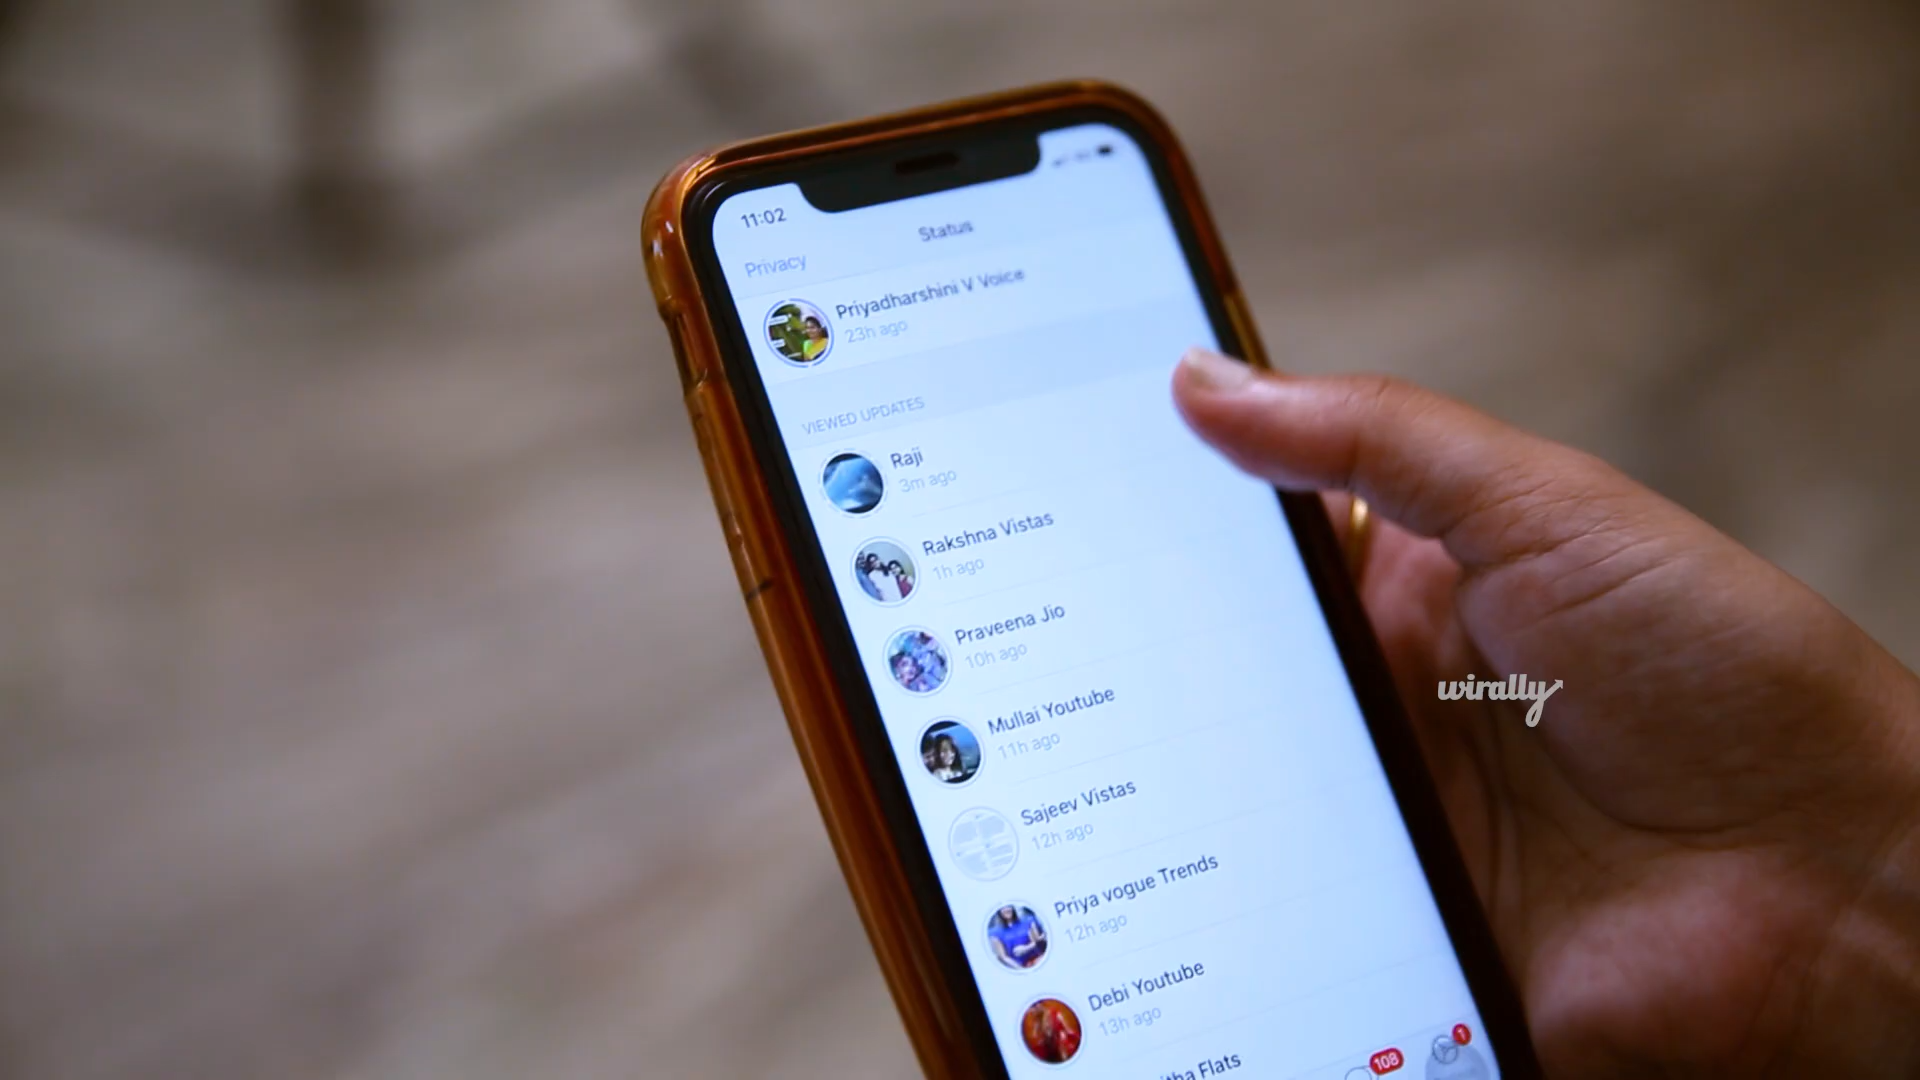 11:02
Status
Privacy
Priyadharshini V Voice
23h ago
VIEWED UPDATES
Raji
3m ago
Rakshna Vistas
1h ago
Praveena Jio
10h ago
Mullai Youtube
11h ago
Sajeev Vistas
12h ago
Priya vogue Trends
12h ago
Debi Youtube
13h ago
Flats
108
1
wirally